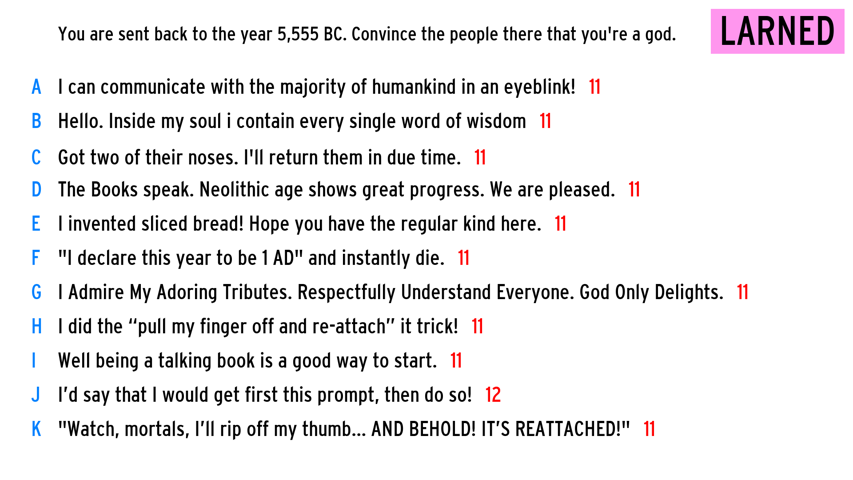 You are sent back to the year 5,555 BC. Convince the people there that you're a god.
LARNED
A I can communicate with the majority of humankind in an eyeblink! 11
B Hello. Inside my soul i contain every single word of wisdom 11
C Got two of their noses. I'll return them in due time. 11
D The Books speak. Neolithic age shows great progress. We are pleased. 11
E I invented sliced bread! Hope you have the regular kind here. 11
F "I declare this year to be 1 AD" and instantly die. 11
G I Admire My Adoring Tributes. Respectfully Understand Everyone. God Only Delights. 11
H I did the “pull my finger off and re-attach” it trick! 11
I Well being a talking book is a good way to start. 11
J I’d say that I would get first this prompt, then do so! 12
K "Watch, mortals, I’ll rip off my thumb... AND BEHOLD! IT’S REATTACHED!" 11